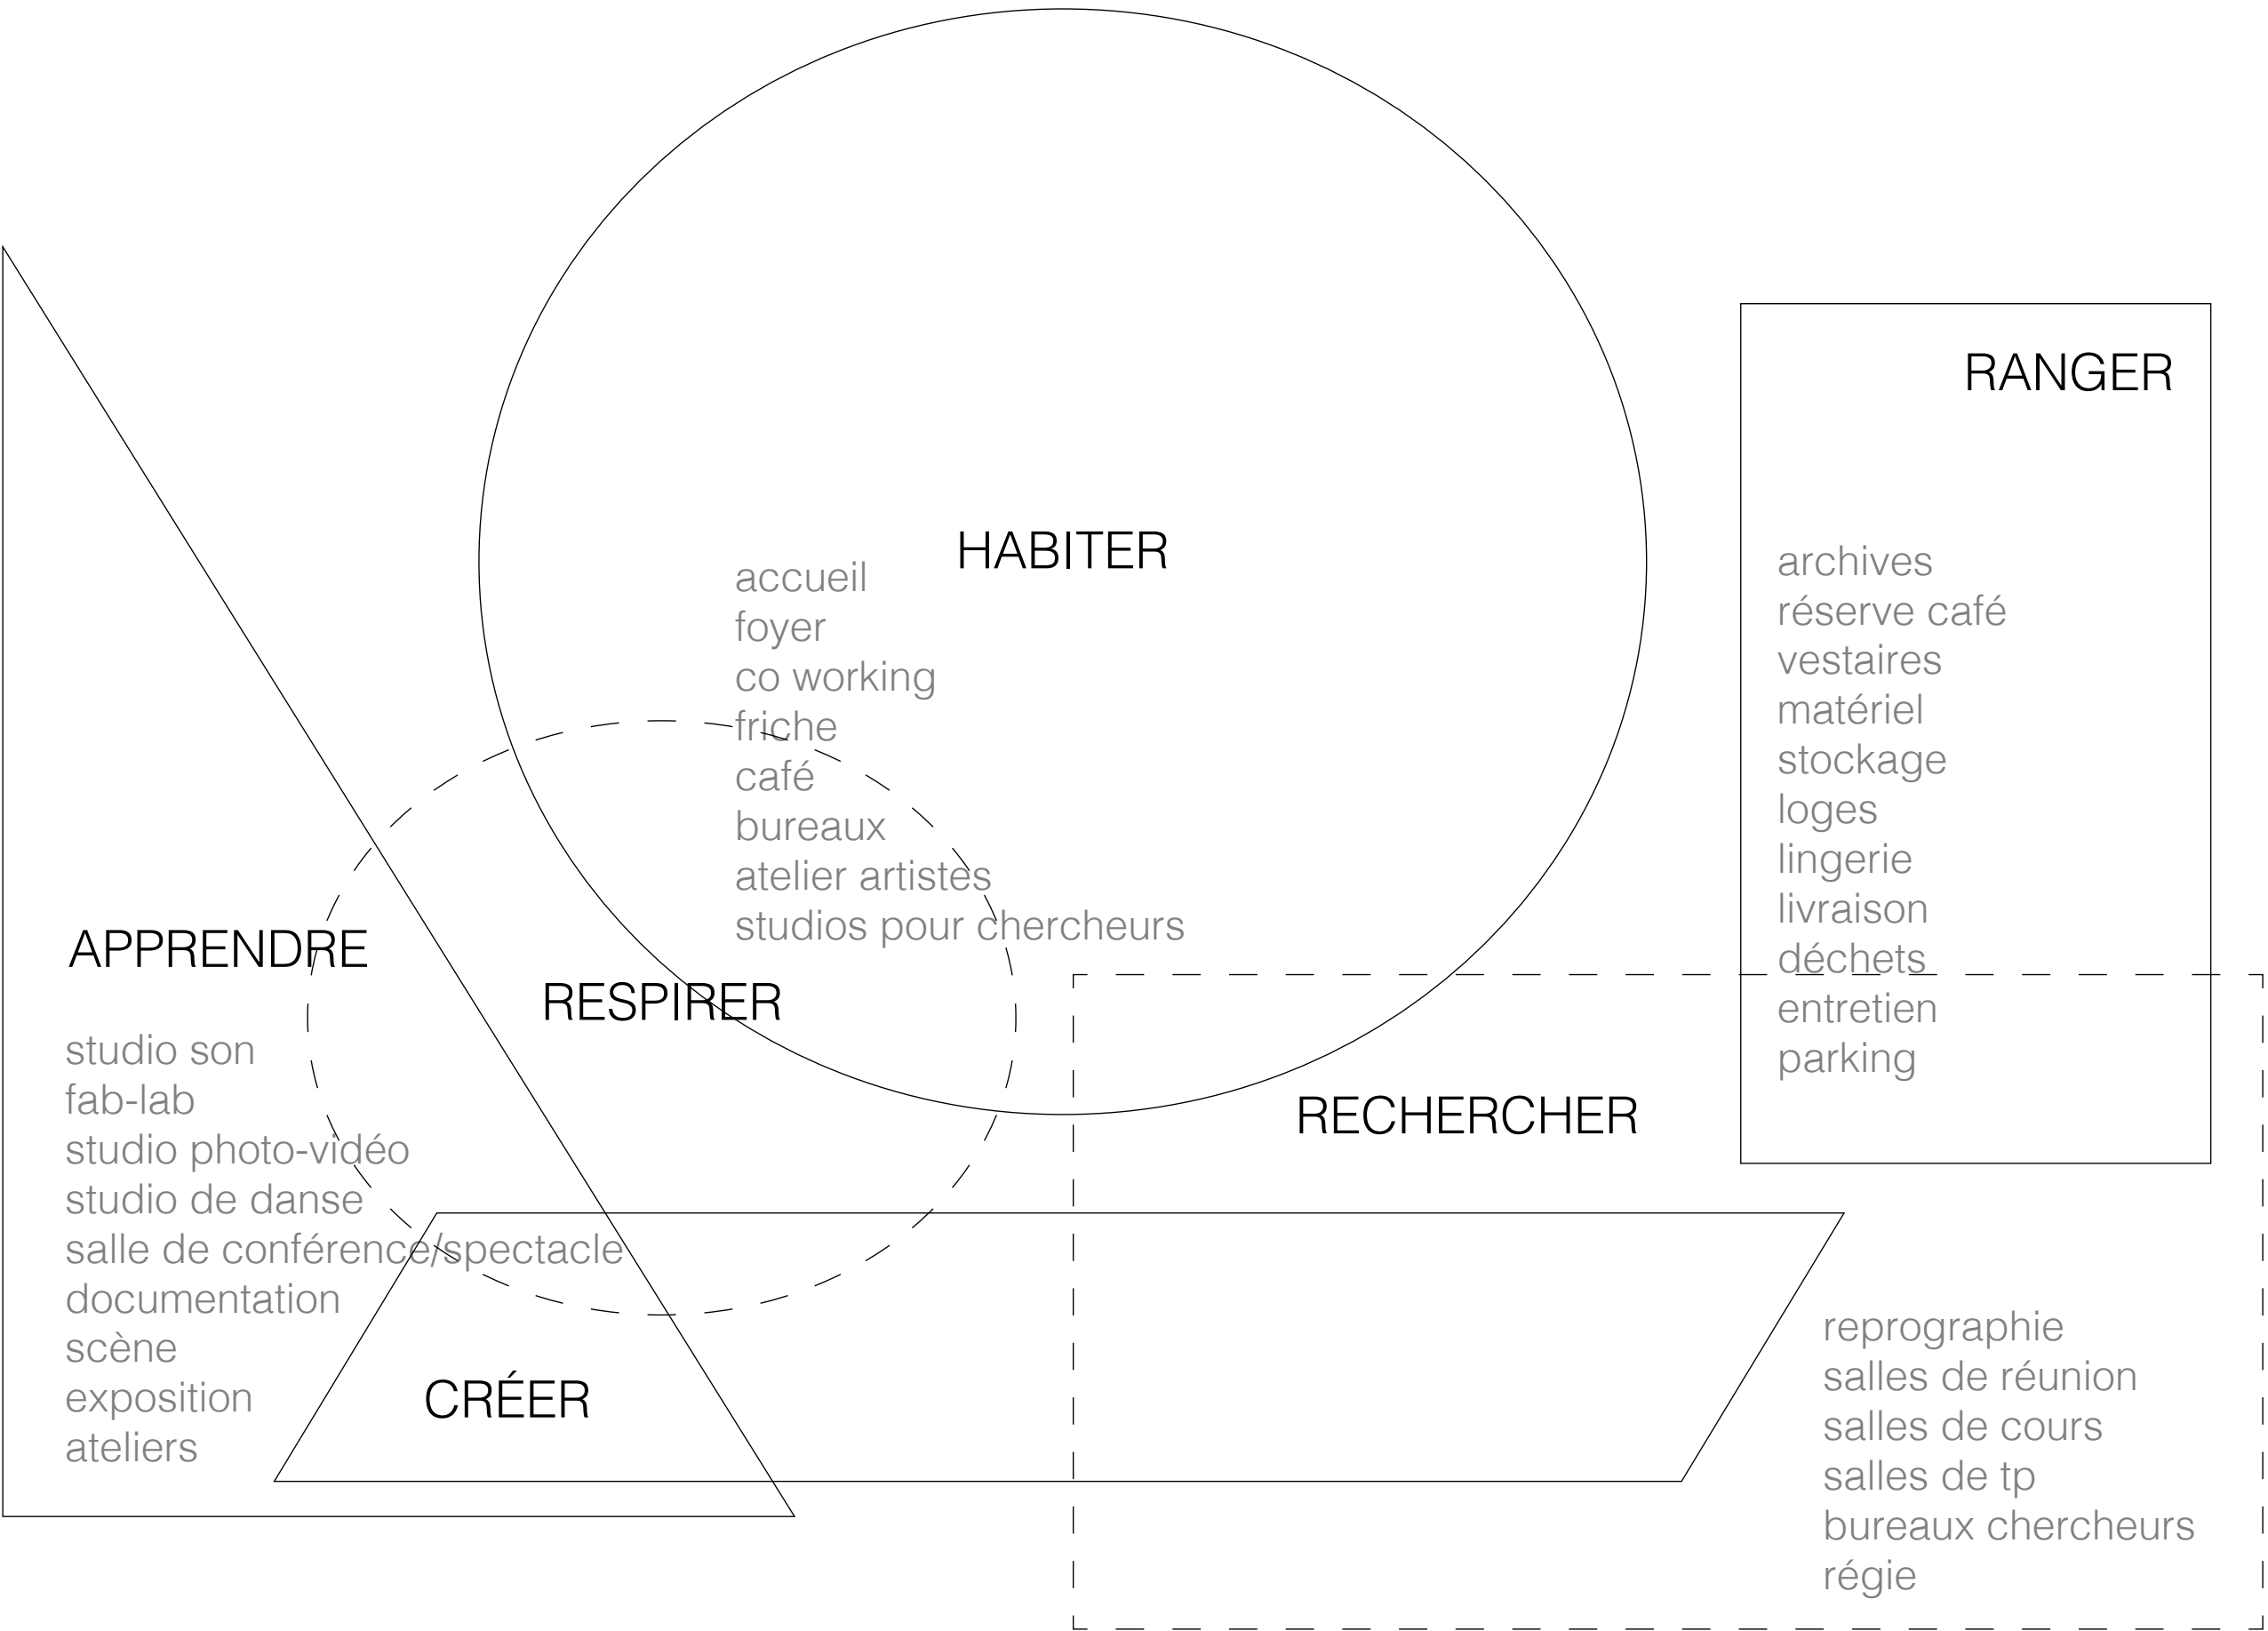 HABITER
accueil
foyer
co working
friche
café
bureaux
atelier artistes
studios pour chercheurs
RANGER
archives
réserve café
vestaires
matériel
stockage
loges
lingerie
livraison
déchets
entretien
parking
APPRENDRE
studio son
fab-lab
studio photo-vidéo
studio de danse
salle de conférence/spectacle
documentation
scène
exposition
ateliers
RESPIRER
CRÉER
RECHERCHER
reprographie
salles de réunion
salles de cours
salles de tp
bureaux chercheurs
régie